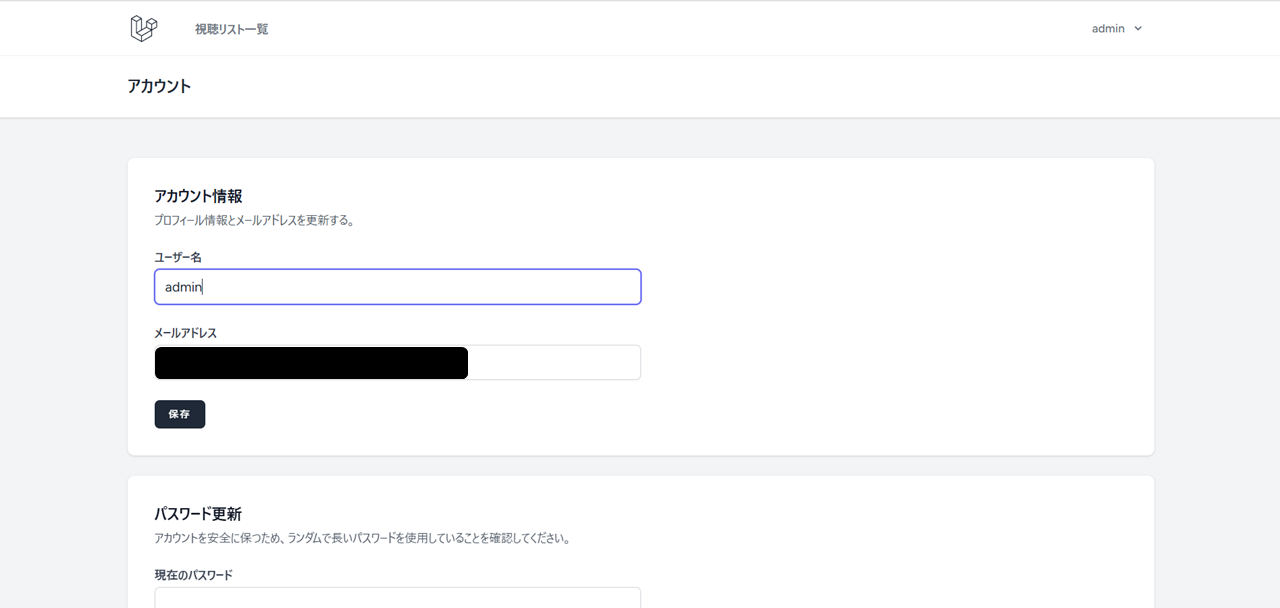 視聴リスト一覧
admin
アカウント
アカウント情報
プロフィール情報とメールアドレスを更新する。
ユーザー名
admin
メールアドレス
保存
パスワード更新
アカウントを安全に保つため、ランダムで長いパスワードを使用していることを確認してください。
現在のパスワード